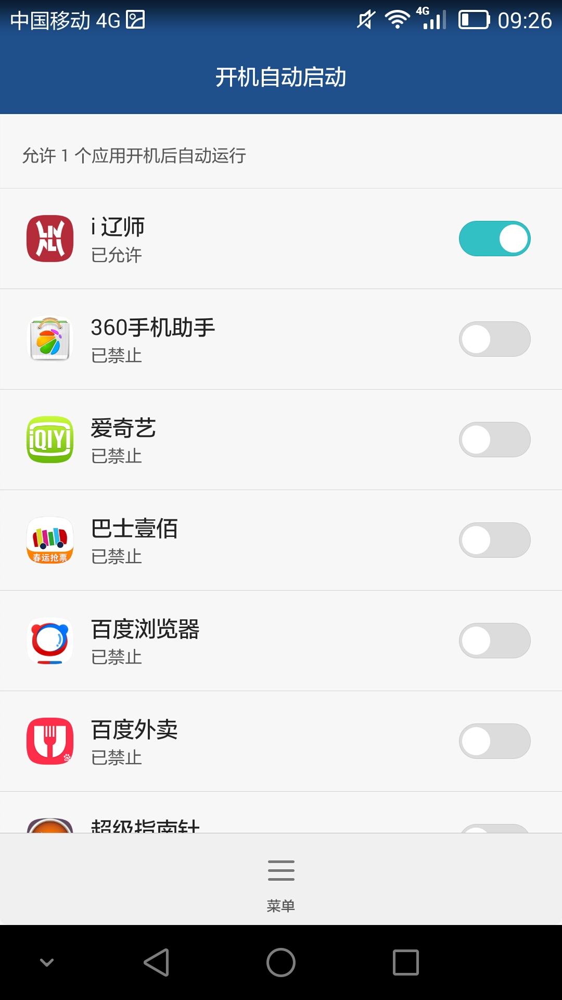 中国移动 4G
4G
09:26
开机自动启动
允许 1 个应用开机后自动运行
i 辽师
已允许
360手机助手
已禁止
iQIYI
爱奇艺
已禁止
春运抢票
巴士壹佰
已禁止
百度浏览器
已禁止
百度外卖
已禁止
超级指南针
菜单